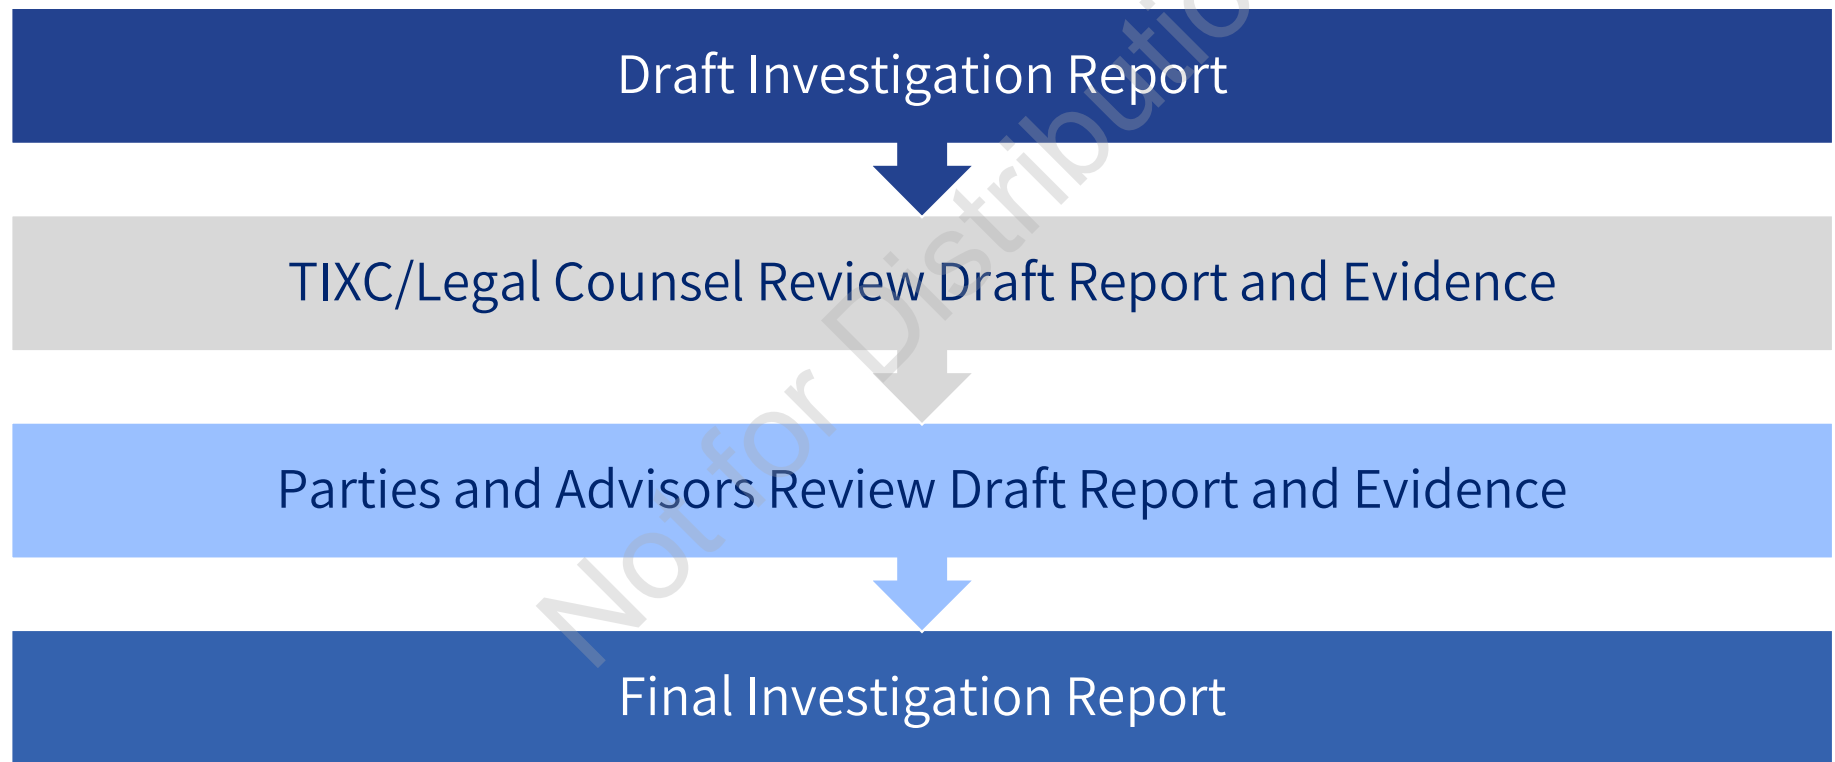 Draft Investigation Report
TIXC/Legal Counsel Review Draft Report and Evidence
Parties and Advisors Review Draft Report and Evidence
Final Investigation Report
Not for Distributio